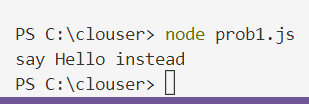 PS C:\clouser> node prob1.js
say Hello instead
PS C:\clouser>